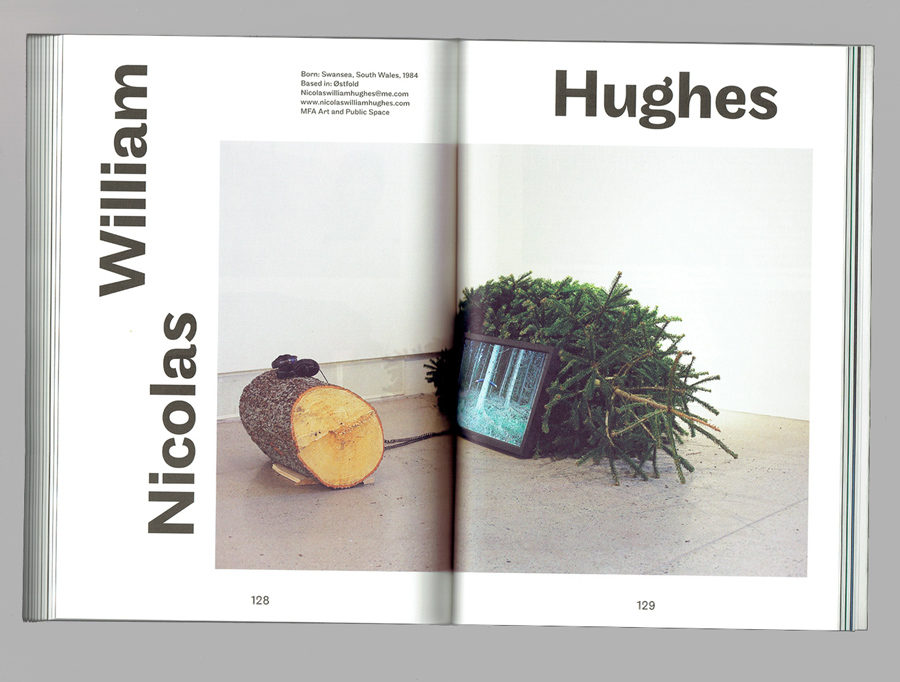 Nicolas
William
Hughes
Born: Swansea, South Wales, 1984
Based in: Østfold
Nicolaswilliamhughes@me.com
www.nicolaswilliamhughes.com
MFA Art and Public Space
128
129